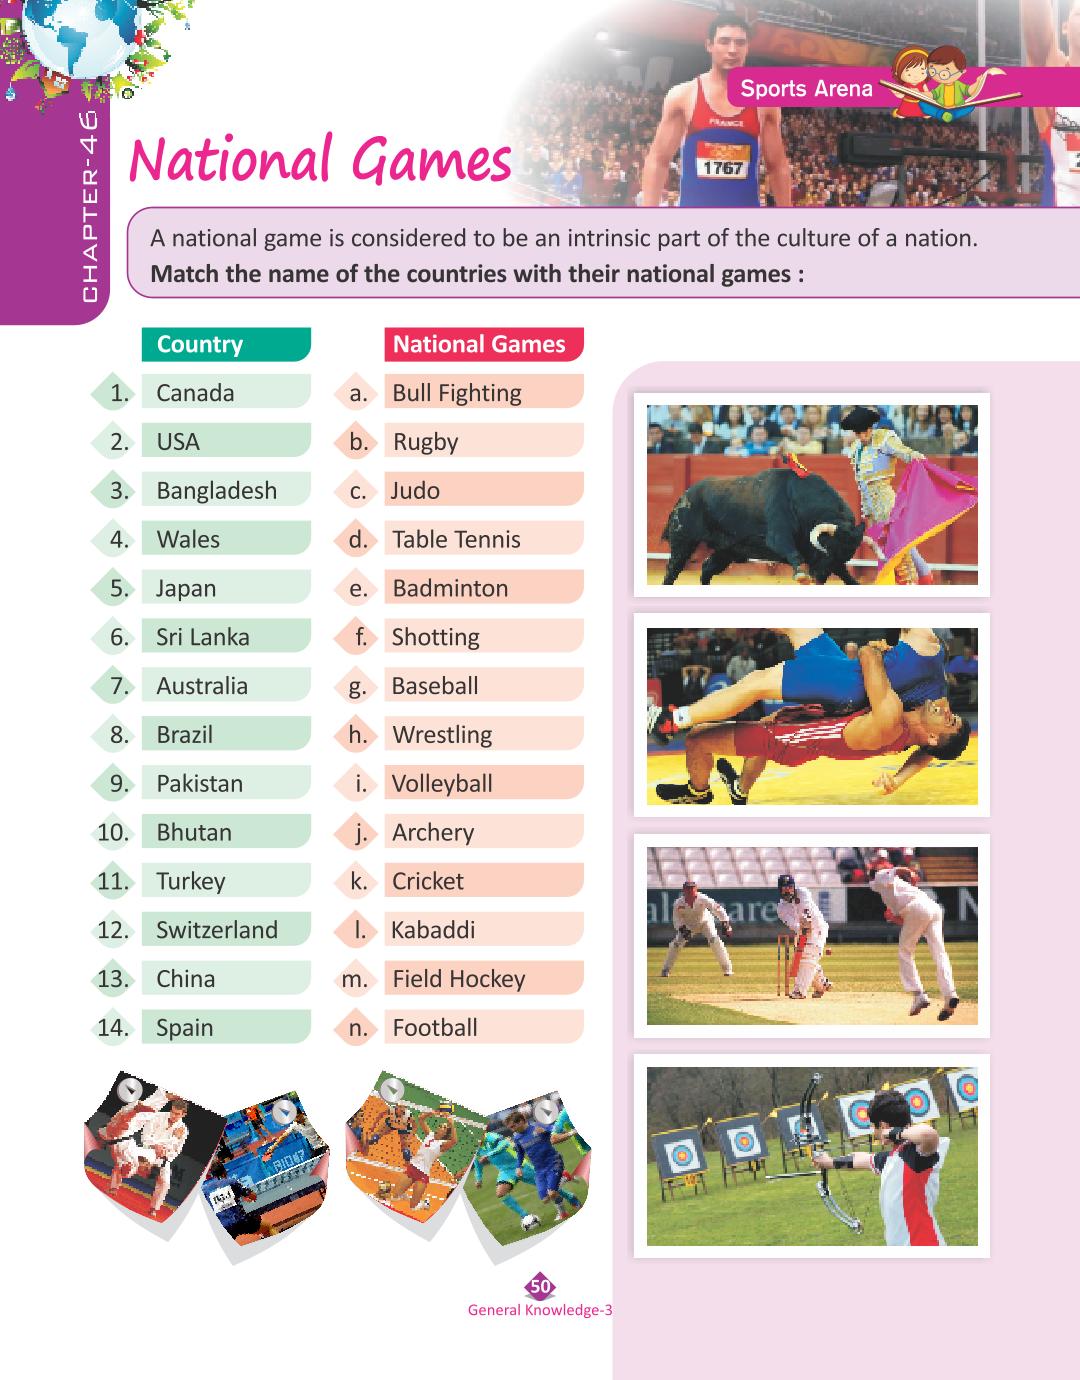 Sports Arena
CHAPTER-46
National Games
A national game is considered to be an intrinsic part of the culture of a nation.
Match the name of the countries with their national games :
Country National Games
1. Canada a. Bull Fighting
2. USA b. Rugby
3. Bangladesh c. Judo
4. Wales d. Table Tennis
5. Japan e. Badminton
6. Sri Lanka f. Shotting
7. Australia g. Baseball
8. Brazil h. Wrestling
9. Pakistan i. Volleyball
10. Bhutan j. Archery
11. Turkey k. Cricket
12. Switzerland l. Kabaddi
13. China m. Field Hockey
14. Spain n. Football
FRANCE
1767
50
General Knowledge-3